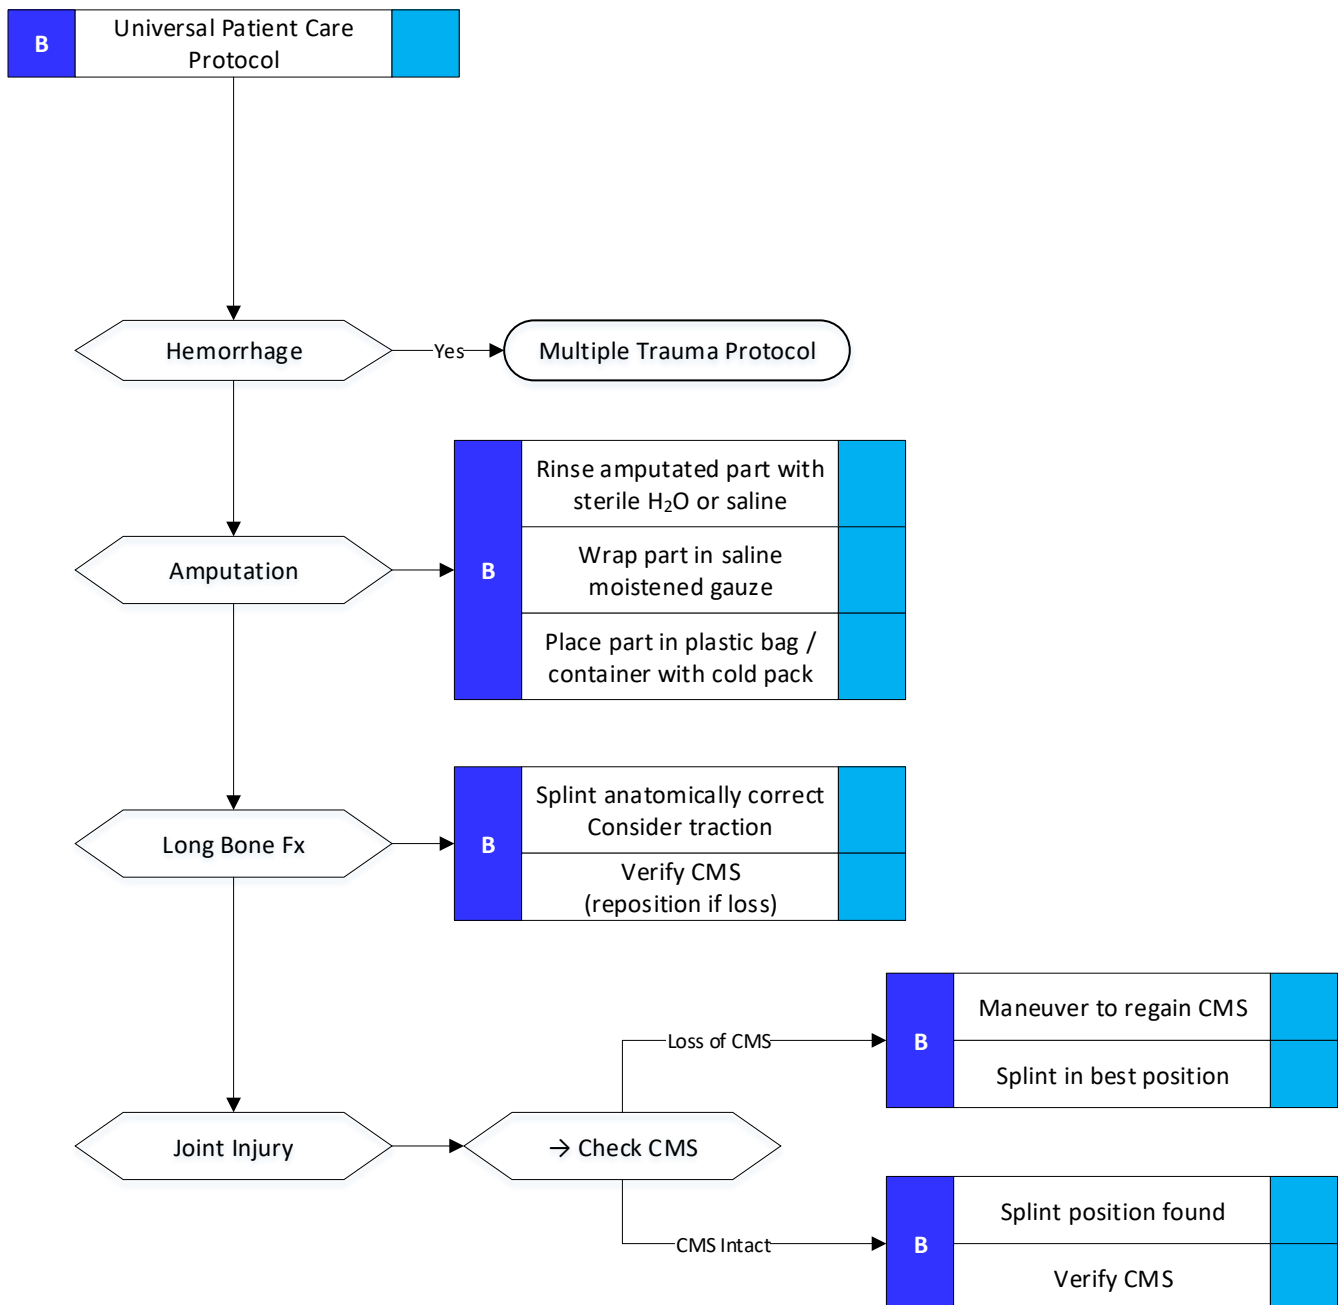 B
Universal Patient Care
Protocol
Hemorrhage
Yes
Multiple Trauma Protocol
Amputation
B
Rinse amputated part with
sterile H₂O or saline
Wrap part in saline
moistened gauze
Place part in plastic bag /
container with cold pack
Long Bone Fx
B
Splint anatomically correct
Consider traction
Verify CMS
(reposition if loss)
Joint Injury
→ Check CMS
Loss of CMS
B
Maneuver to regain CMS
Splint in best position
CMS Intact
B
Splint position found
Verify CMS